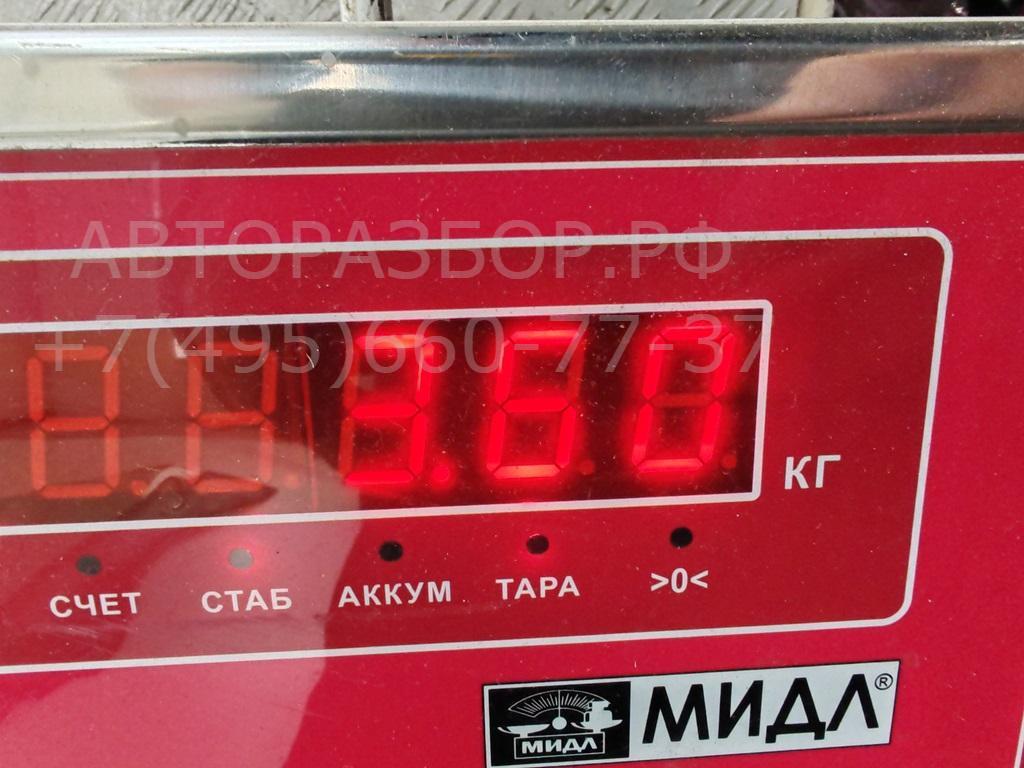 АВТОРАЗБОР.РФ
+7(495)660-77-37
3.60
КГ
СЧЕТ СТАБ АККУМ ТАРА >0<
МИДЛ МИДЛ®